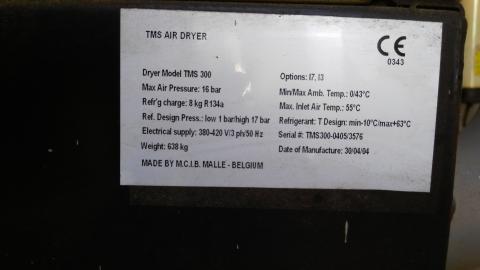 TMS AIR DRYER
CE
0343
Dryer Model TMS 300
Max Air Pressure: 16 bar
Refr'g charge: 8 kg R134a
Ref. Design Press.: low 1 bar/high 17 bar
Electrical supply: 380-420 V/3 ph/50 Hz
Weight: 638 kg
MADE BY M.C.I.B. MALLE - BELGIUM
Options: I7, I3
Min/Max Amb. Temp.: 0/43°C
Max. Inlet Air Temp.: 55°C
Refrigerant: T Design: min-10°C/max+63°C
Serial #: TMS300-0405/3576
Date of Manufacture: 30/04/04